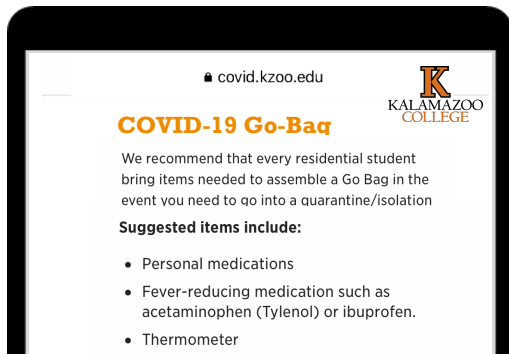 covid.kzoo.edu
K
KALAMAZOO
COLLEGE
COVID-19 Go-Bag
We recommend that every residential student
bring items needed to assemble a Go Bag in the
event you need to go into a quarantine/isolation
Suggested items include:
• Personal medications
• Fever-reducing medication such as
acetaminophen (Tylenol) or ibuprofen.
• Thermometer